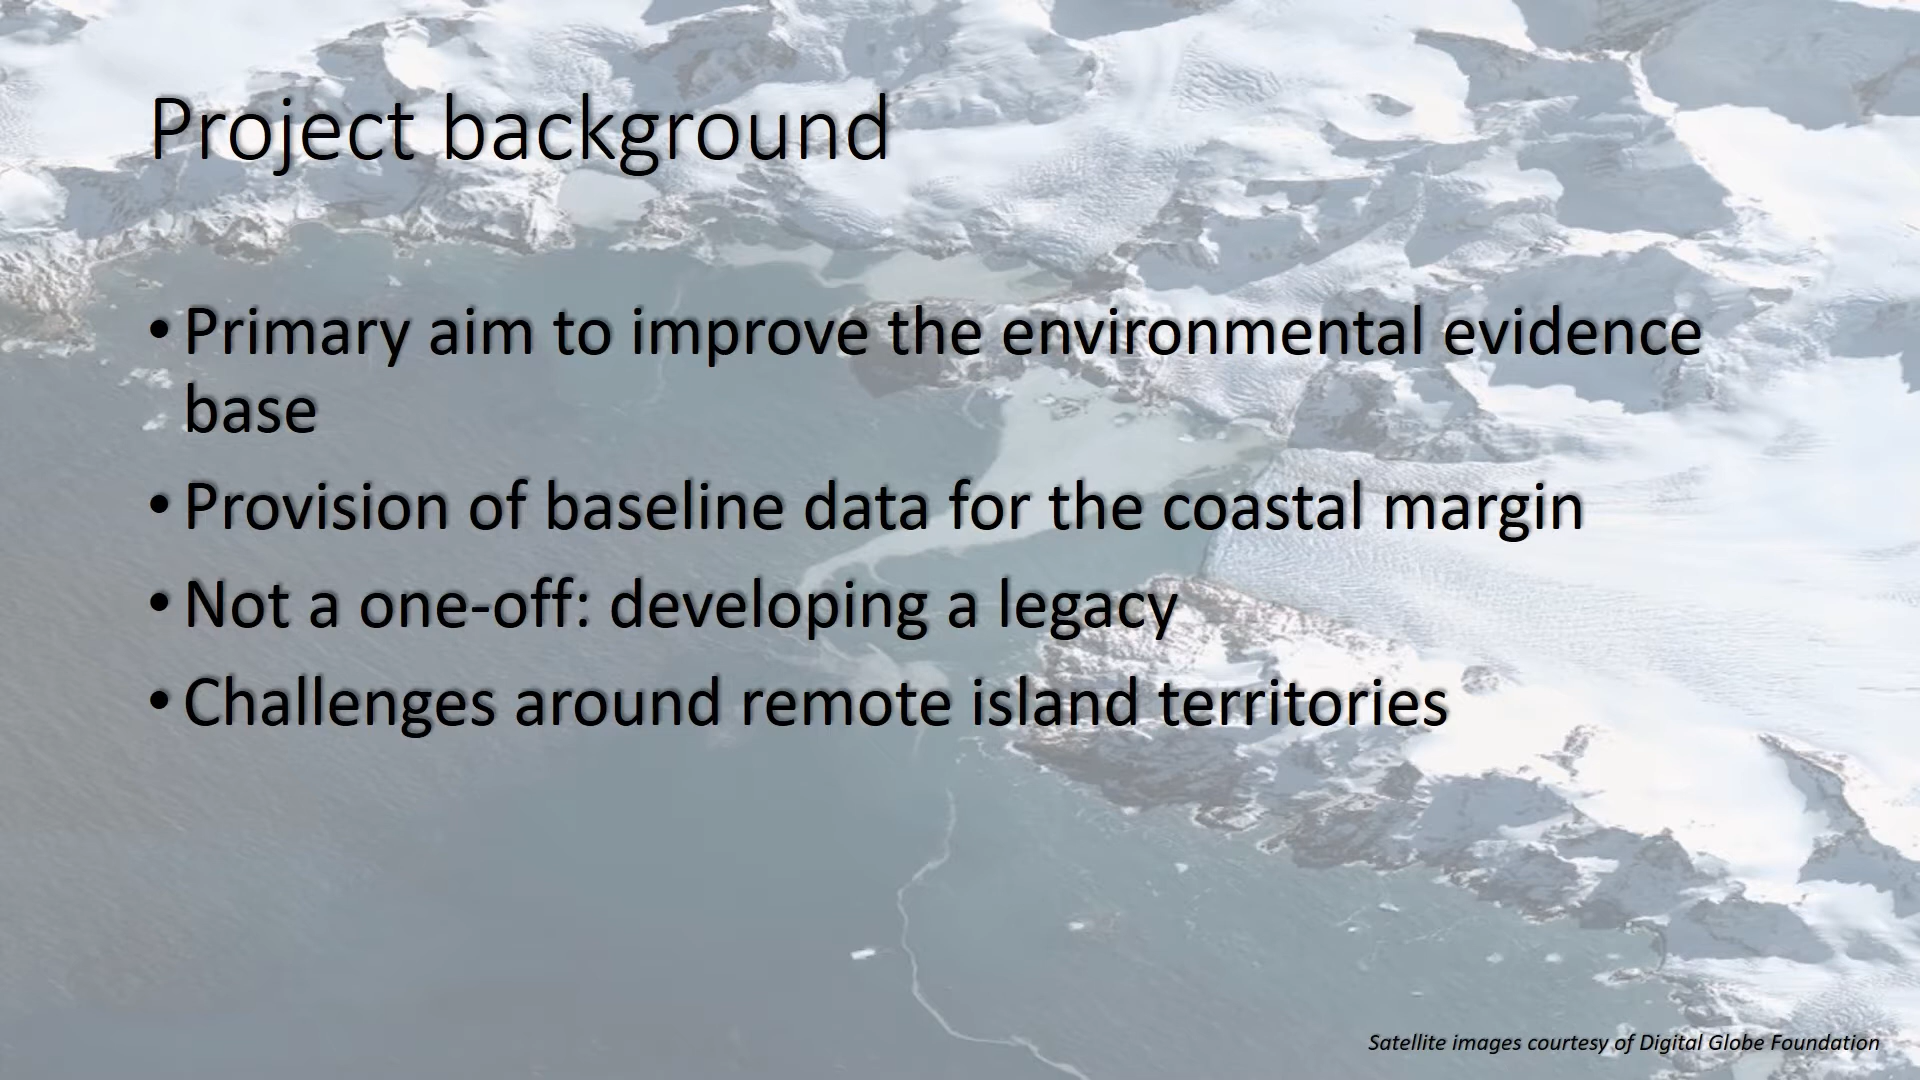 Project background
• Primary aim to improve the environmental evidence
base
• Provision of baseline data for the coastal margin
• Not a one-off: developing a legacy
• Challenges around remote island territories
Satellite images courtesy of Digital Globe Foundation